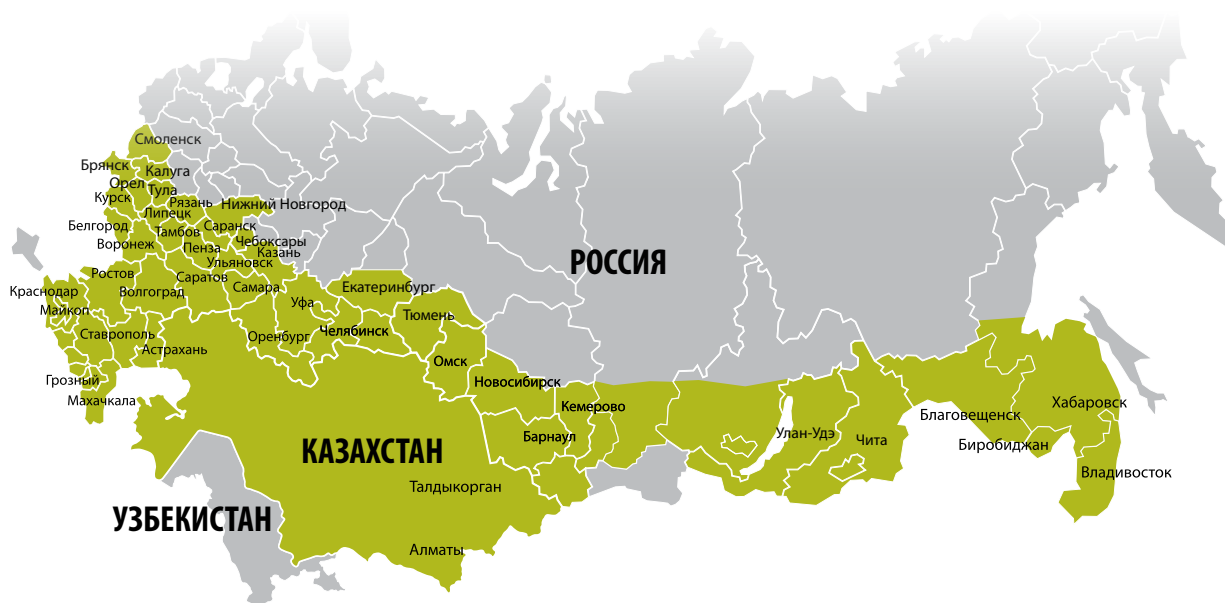 Смоленск
Брянск
Калуга
Орел
Тула
Курск
Рязань
Нижний Новгород
Липецк
Белгород
Тамбов
Саранск
Воронеж
Пенза
Чебоксары
Казань
Ульяновск
РОССИЯ
Ростов
Саратов
Краснодар
Волгоград
Самара
Екатеринбург
Майкоп
Уфа
Тюмень
Ставрополь
Оренбург
Челябинск
Астрахань
Омск
Грозный
Новосибирск
Махачкала
Кемерово
Хабаровск
Благовещенск
Барнаул
Улан-Удэ
Чита
Биробиджан
КАЗАХСТАН
Владивосток
Талдыкорган
УЗБЕКИСТАН
Алматы